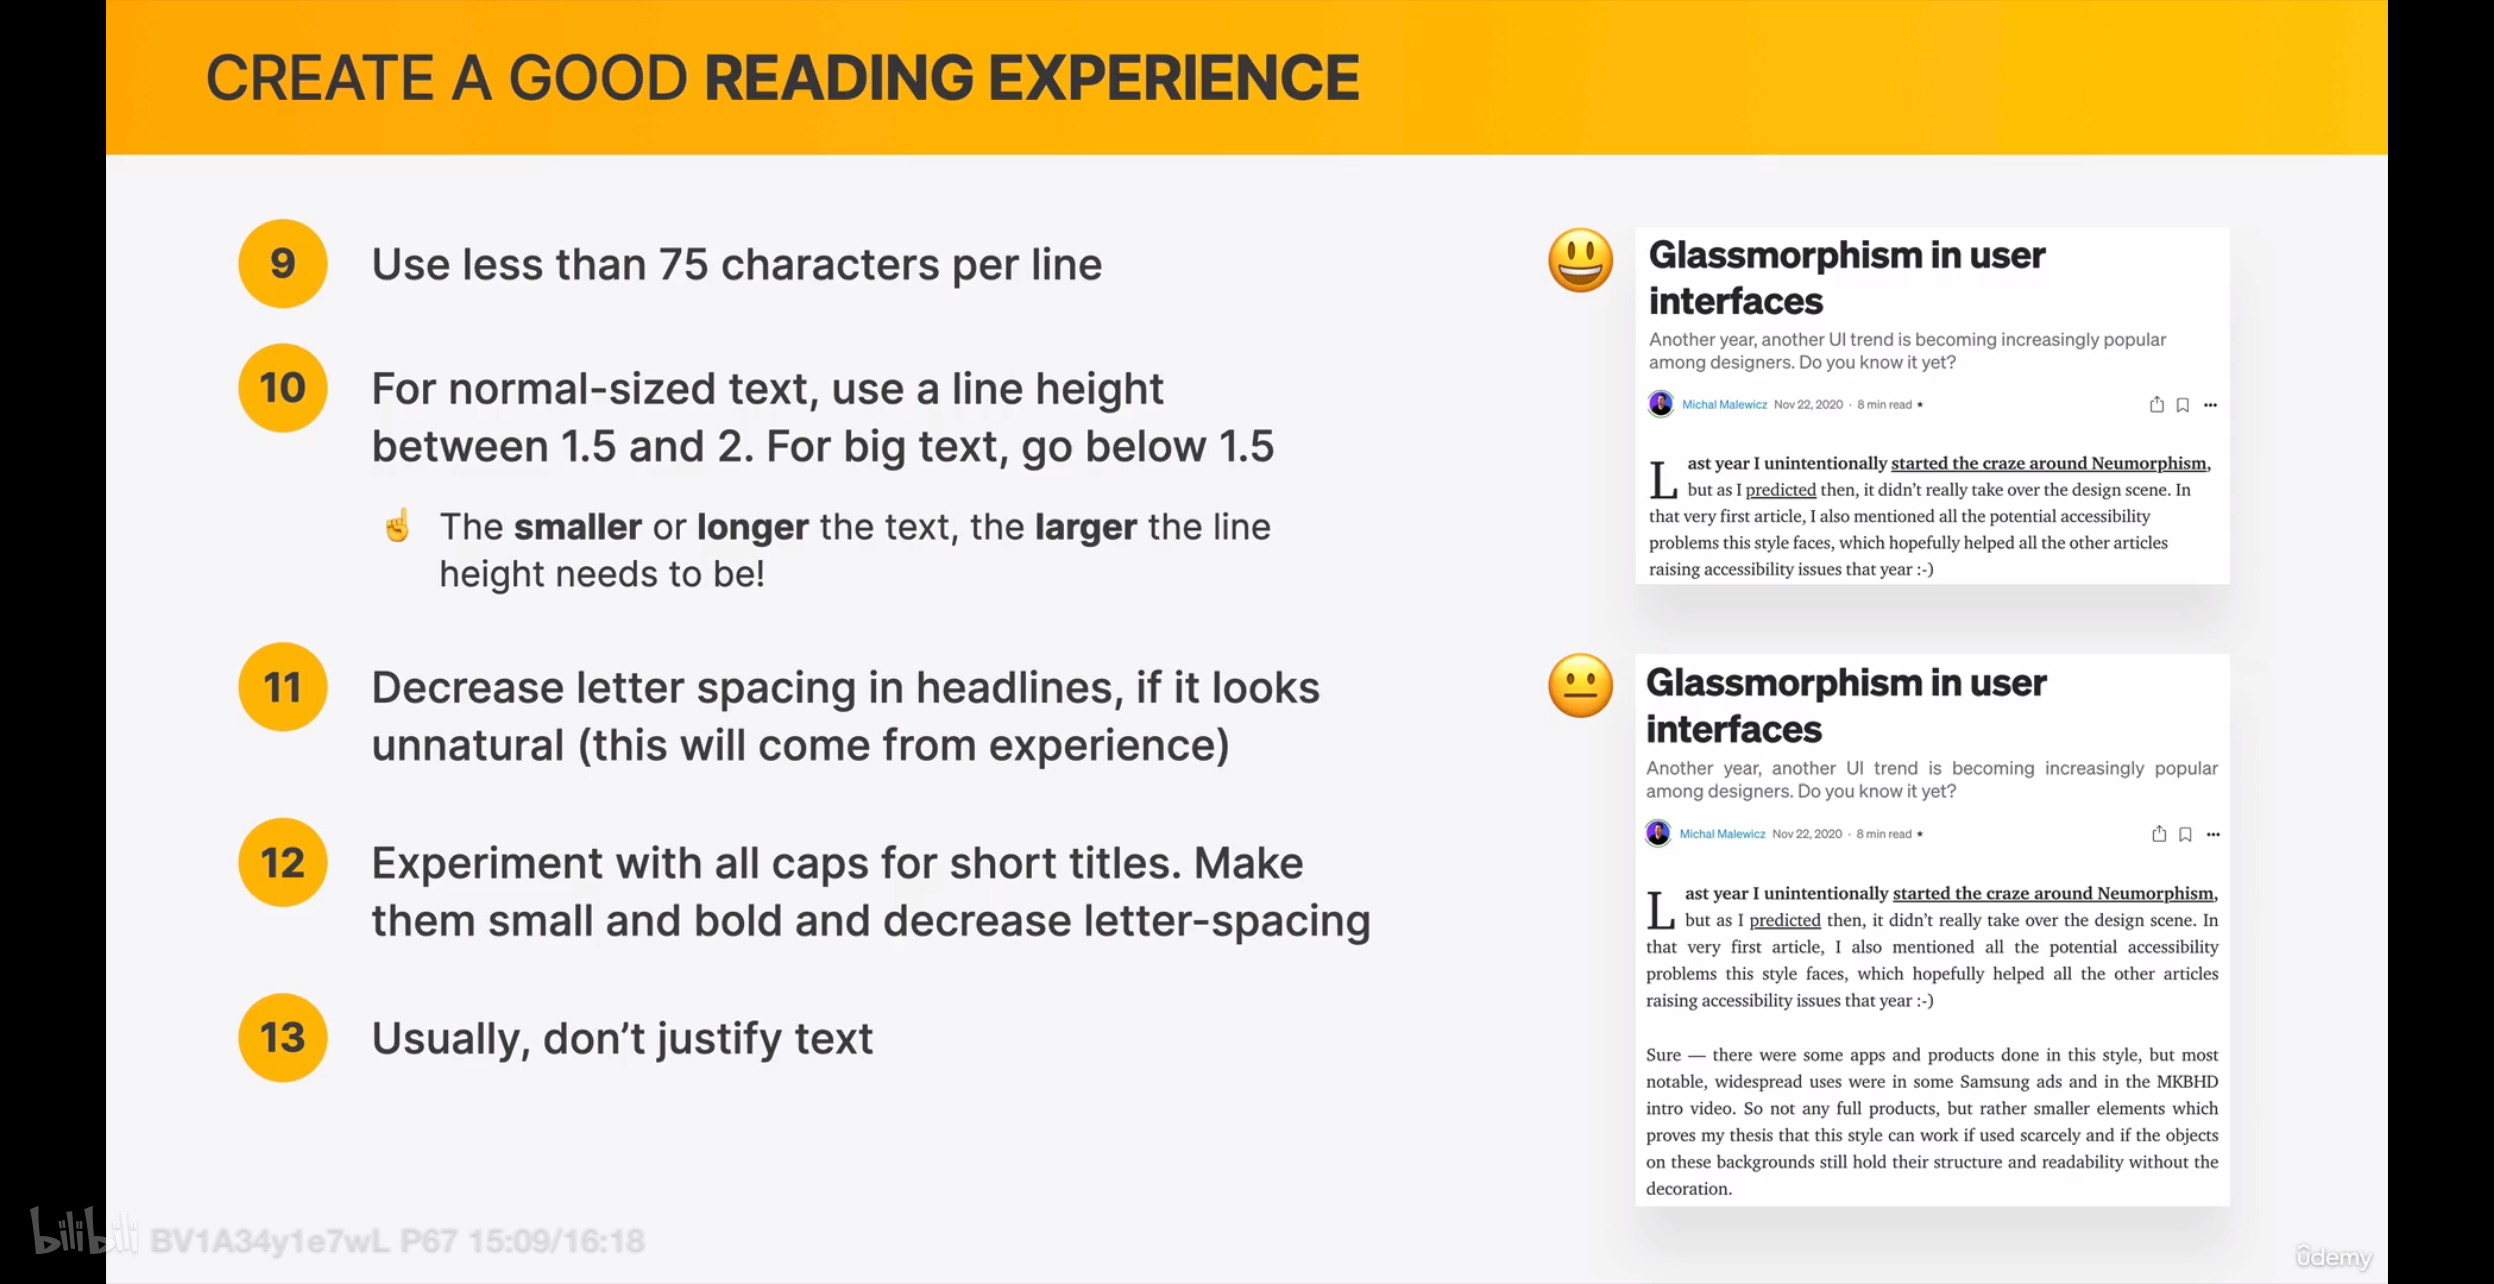 CREATE A GOOD READING EXPERIENCE
9
Use less than 75 characters per line
10
For normal-sized text, use a line height
between 1.5 and 2. For big text, go below 1.5
The smaller or longer the text, the larger the line
height needs to be!
11
Decrease letter spacing in headlines, if it looks
unnatural (this will come from experience)
12
Experiment with all caps for short titles. Make
them small and bold and decrease letter-spacing
13
Usually, don’t justify text
Glassmorphism in user
interfaces
Another year, another UI trend is becoming increasingly popular
among designers. Do you know it yet?
Michal Malewicz Nov 22, 2020 · 8 min read ★
Last year I unintentionally started the craze around Neumorphism,
but as I predicted then, it didn’t really take over the design scene. In
that very first article, I also mentioned all the potential accessibility
problems this style faces, which hopefully helped all the other articles
raising accessibility issues that year :-)
Glassmorphism in user
interfaces
Another year, another UI trend is becoming increasingly popular
among designers. Do you know it yet?
Michal Malewicz Nov 22, 2020 · 8 min read ★
Last year I unintentionally started the craze around Neumorphism,
but as I predicted then, it didn’t really take over the design scene. In
that very first article, I also mentioned all the potential accessibility
problems this style faces, which hopefully helped all the other articles
raising accessibility issues that year :-)
Sure — there were some apps and products done in this style, but most
notable, widespread uses were in some Samsung ads and in the MKBHD
intro video. So not any full products, but rather smaller elements which
proves my thesis that this style can work if used scarcely and if the objects
on these backgrounds still hold their structure and readability without the
decoration.
bilibili BV1A34y1e7wL P67 15:09/16:18
ûdemy